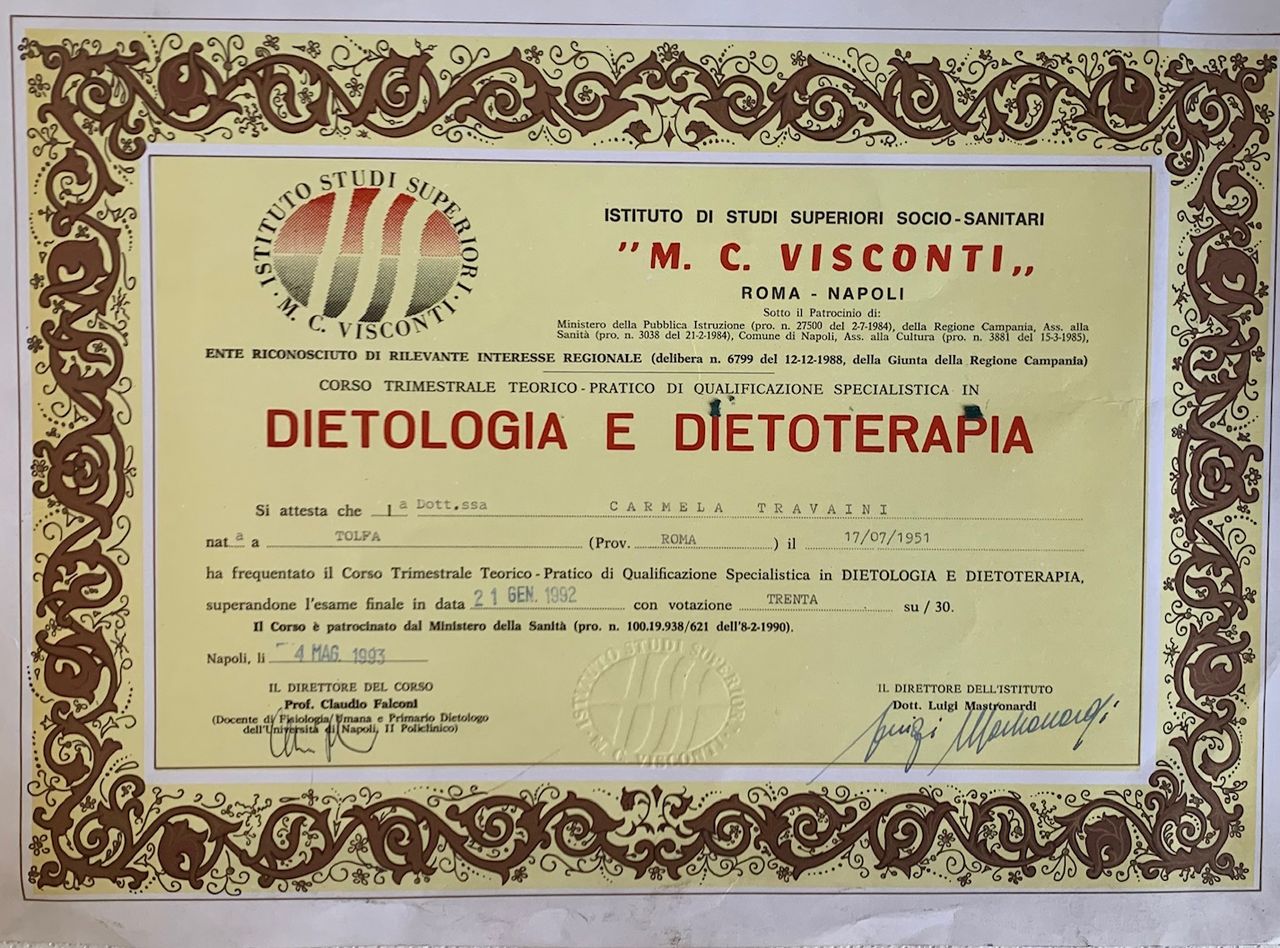 ISTITUTO STUDI SUPERIORI
· M. C. VISCONTI ·
ISTITUTO DI STUDI SUPERIORI SOCIO-SANITARI
"M. C. VISCONTI„
ROMA - NAPOLI
Sotto il Patrocinio di:
Ministero della Pubblica Istruzione (pro. n. 27500 del 2-7-1984), della Regione Campania, Ass. alla
Sanità (pro. n. 3038 del 21-2-1984), Comune di Napoli, Ass. alla Cultura (pro. n. 3881 del 15-3-1985),
ENTE RICONOSCIUTO DI RILEVANTE INTERESSE REGIONALE (delibera n. 6799 del 12-12-1988, della Giunta della Regione Campania)
CORSO TRIMESTRALE TEORICO-PRATICO DI QUALIFICAZIONE SPECIALISTICA IN
DIETOLOGIA E DIETOTERAPIA
Si attesta che la Dott.ssa CARMELA TRAVAINI
nata a TOLFA (Prov. ROMA ) il 17/07/1951
ha frequentato il Corso Trimestrale Teorico-Pratico di Qualificazione Specialistica in DIETOLOGIA E DIETOTERAPIA,
superandone l'esame finale in data 21 GEN. 1992 con votazione TRENTA su / 30.
Il Corso è patrocinato dal Ministero della Sanità (pro. n. 100.19.938/621 dell'8-2-1990).
Napoli, li 4 MAG. 1993
IL DIRETTORE DEL CORSO
Prof. Claudio Falconi
(Docente di Fisiologia Umana e Primario Dietologo
dell'Università di Napoli, II Policlinico)
ISTITUTO STUDI SUPERIORI
M. C. VISCONTI
IL DIRETTORE DELL'ISTITUTO
Dott. Luigi Mastronardi
Luigi Mastronardi